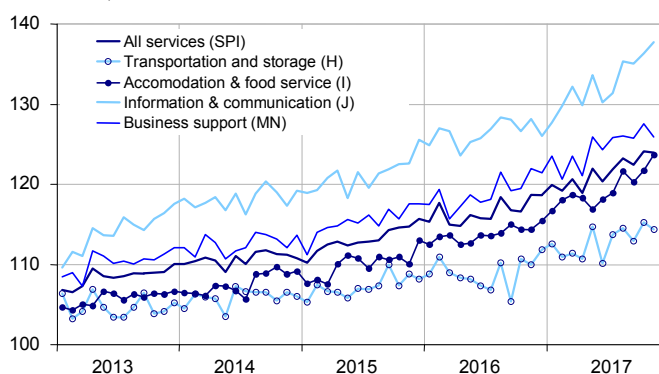 140
130
120
110
100
All services (SPI)
Transportation and storage (H)
Accomodation & food service (I)
Information & communication (J)
Business support (MN)
2013 2014 2015 2016 2017